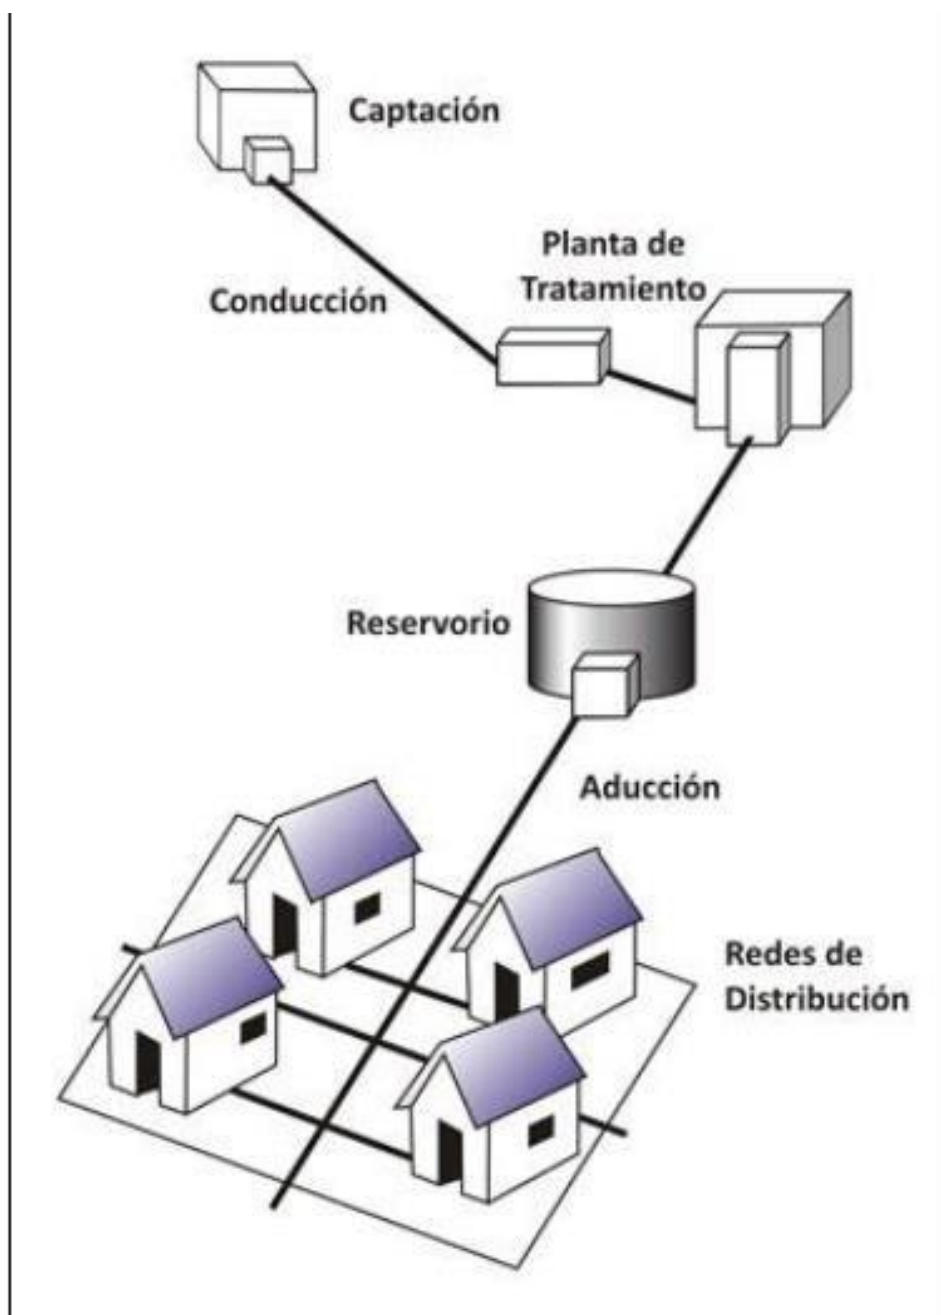 Captación
Planta de
Tratamiento
Conducción
Reservorio
Aducción
Redes de
Distribución